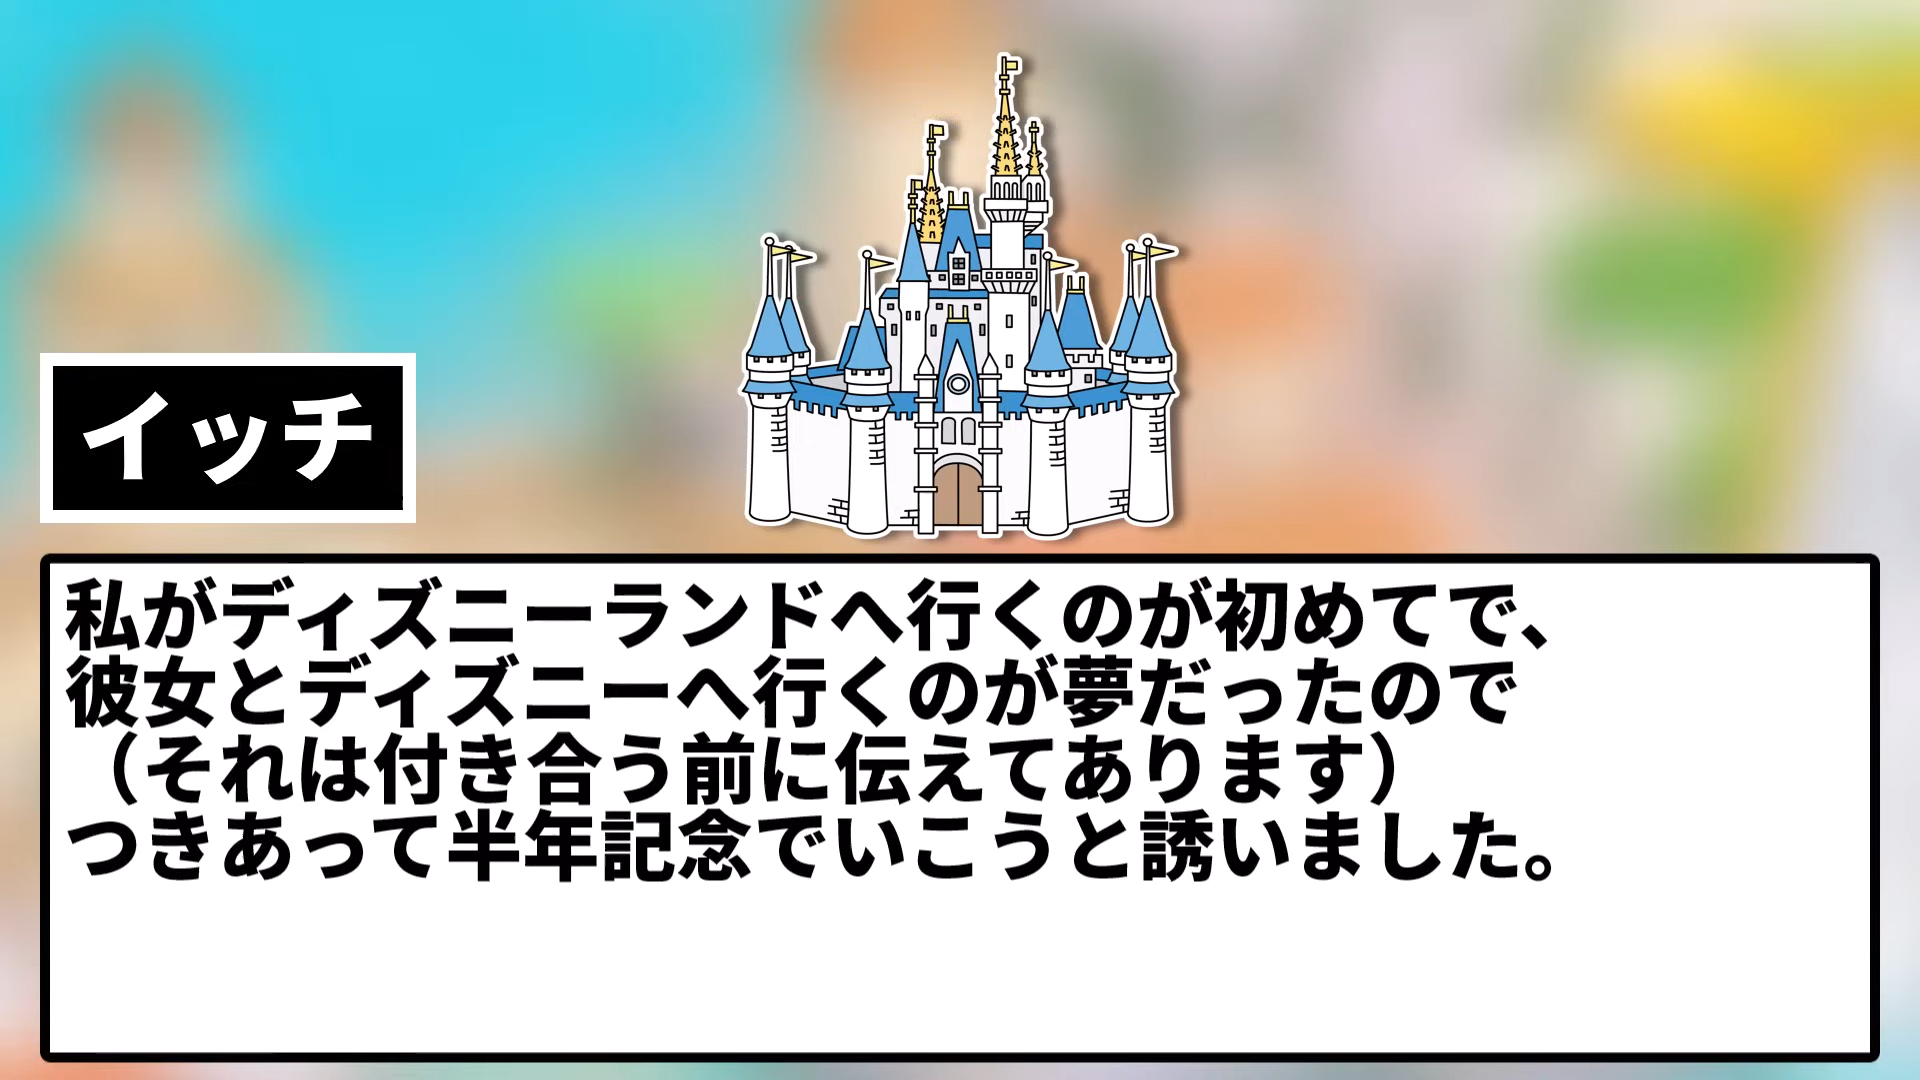 イッチ
私がディズニーランドへ行くのが初めてで、
彼女とディズニーへ行くのが夢だったので
（それは付き合う前に伝えてあります）
つきあって半年記念でいこうと誘いました。